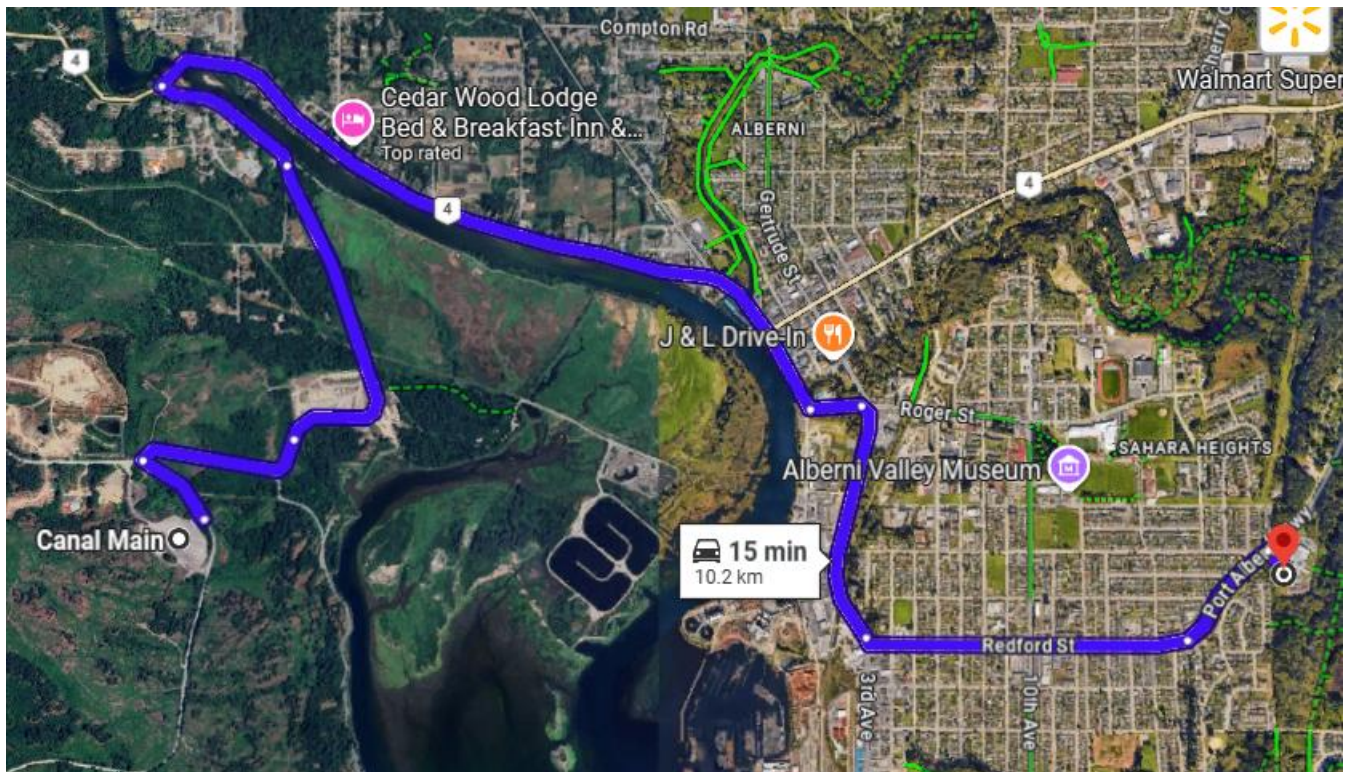 Compton Rd
4
Walmart Super
Cedar Wood Lodge
Bed & Breakfast Inn &...
Top rated
ALBERNI
4
4
Gertrude St
J & L Drive-In
Roger St
SAHARA HEIGHTS
Alberni Valley Museum
Canal Main
15 min
10.2 km
Port Albe
wy
Redford St
3rd Ave
10th Ave